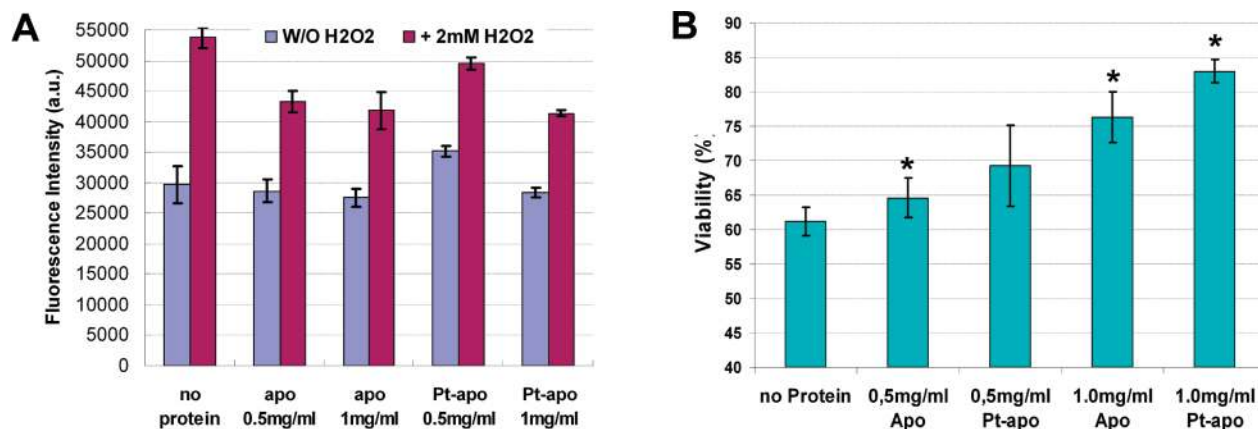 A
W/O H2O2 + 2mM H2O2
Fluorescence Intensity (a.u.)
55000
50000
45000
40000
35000
30000
25000
20000
15000
10000
5000
0
no protein
apo 0.5mg/ml
apo 1mg/ml
Pt-apo 0.5mg/ml
Pt-apo 1mg/ml
B
Viability (%
90
85
80
75
70
65
60
55
50
45
40
*
*
*
no Protein
0,5mg/ml Apo
0,5mg/ml Pt-apo
1.0mg/ml Apo
1.0mg/ml Pt-apo